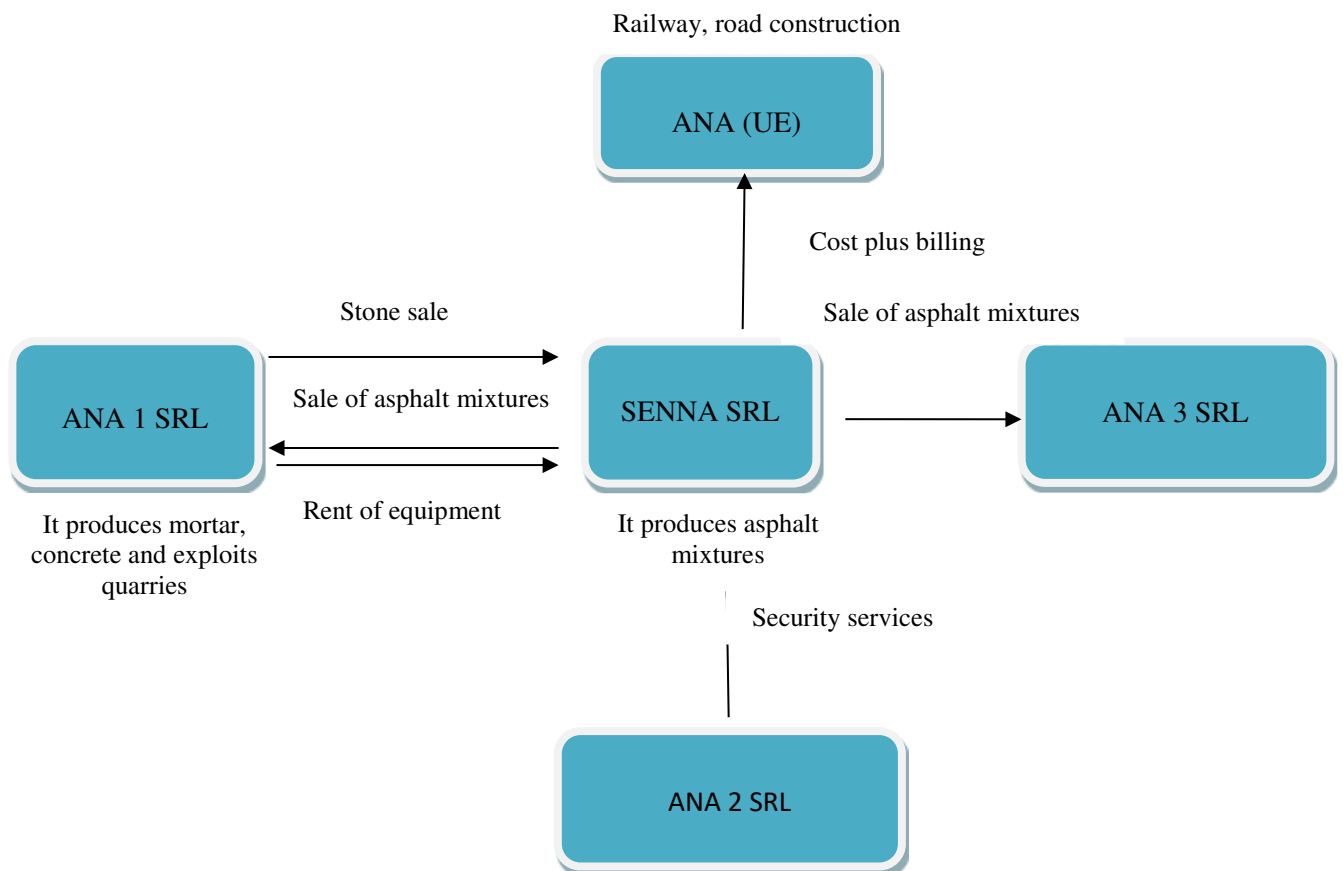 Railway, road construction
ANA (UE)
Cost plus billing
Stone sale
Sale of asphalt mixtures
ANA 1 SRL
Sale of asphalt mixtures
SENNA SRL
ANA 3 SRL
Rent of equipment
It produces mortar,
concrete and exploits
quarries
It produces asphalt
mixtures
Security services
ANA 2 SRL